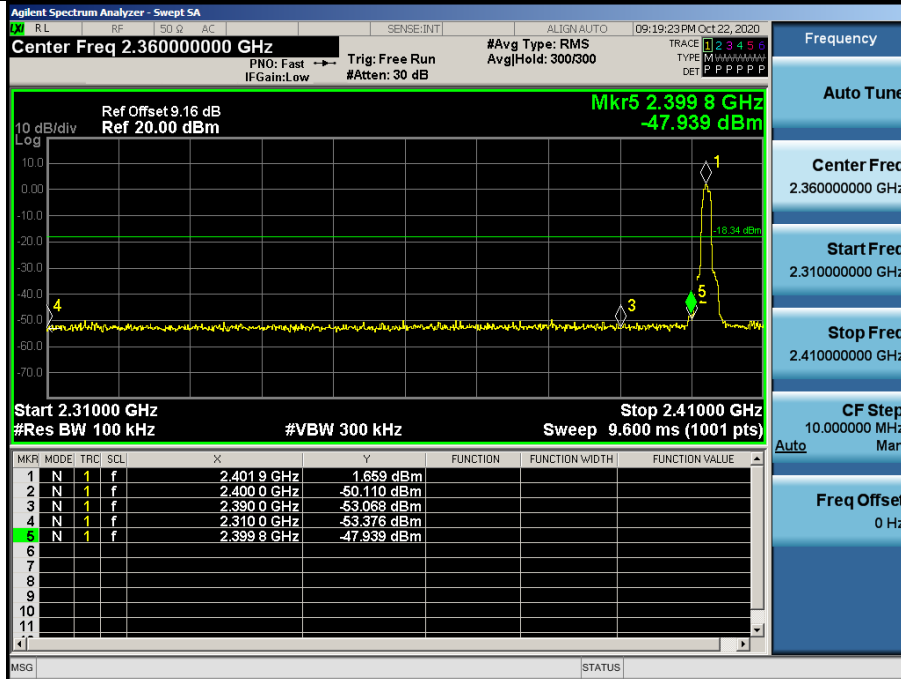 Agilent Spectrum Analyzer - Swept SA
LXI RL RF 50 Ω AC SENSE:INT ALIGN AUTO 09:19:23 PM Oct 22, 2020
Center Freq 2.360000000 GHz #Avg Type: RMS TRACE 1 2 3 4 5 6
PNO: Fast Trig: Free Run Avg|Hold: 300/300 TYPE M
IFGain:Low #Atten: 30 dB DET P P P P P P
Frequency
Auto Tune
Ref Offset 9.16 dB Mkr5 2.399 8 GHz
10 dB/div Ref 20.00 dBm -47.939 dBm
Log
10.0
0.00
-10.0
-20.0
-30.0
-40.0
-50.0
-60.0
-70.0
1
-18.34 dBm
4
3
5
Center Freq
2.360000000 GHz
Start Freq
2.310000000 GHz
Stop Freq
2.410000000 GHz
CF Step
10.000000 MHz
Auto Man
Freq Offset
0 Hz
Start 2.31000 GHz Stop 2.41000 GHz
#Res BW 100 kHz #VBW 300 kHz Sweep 9.600 ms (1001 pts)
MKR MODE TRC SCL X Y FUNCTION FUNCTION WIDTH FUNCTION VALUE
1 N 1 f 2.401 9 GHz 1.659 dBm
2 N 1 f 2.400 0 GHz -50.110 dBm
3 N 1 f 2.390 0 GHz -53.068 dBm
4 N 1 f 2.310 0 GHz -53.376 dBm
5 N 1 f 2.399 8 GHz -47.939 dBm
6
7
8
9
10
11
MSG STATUS